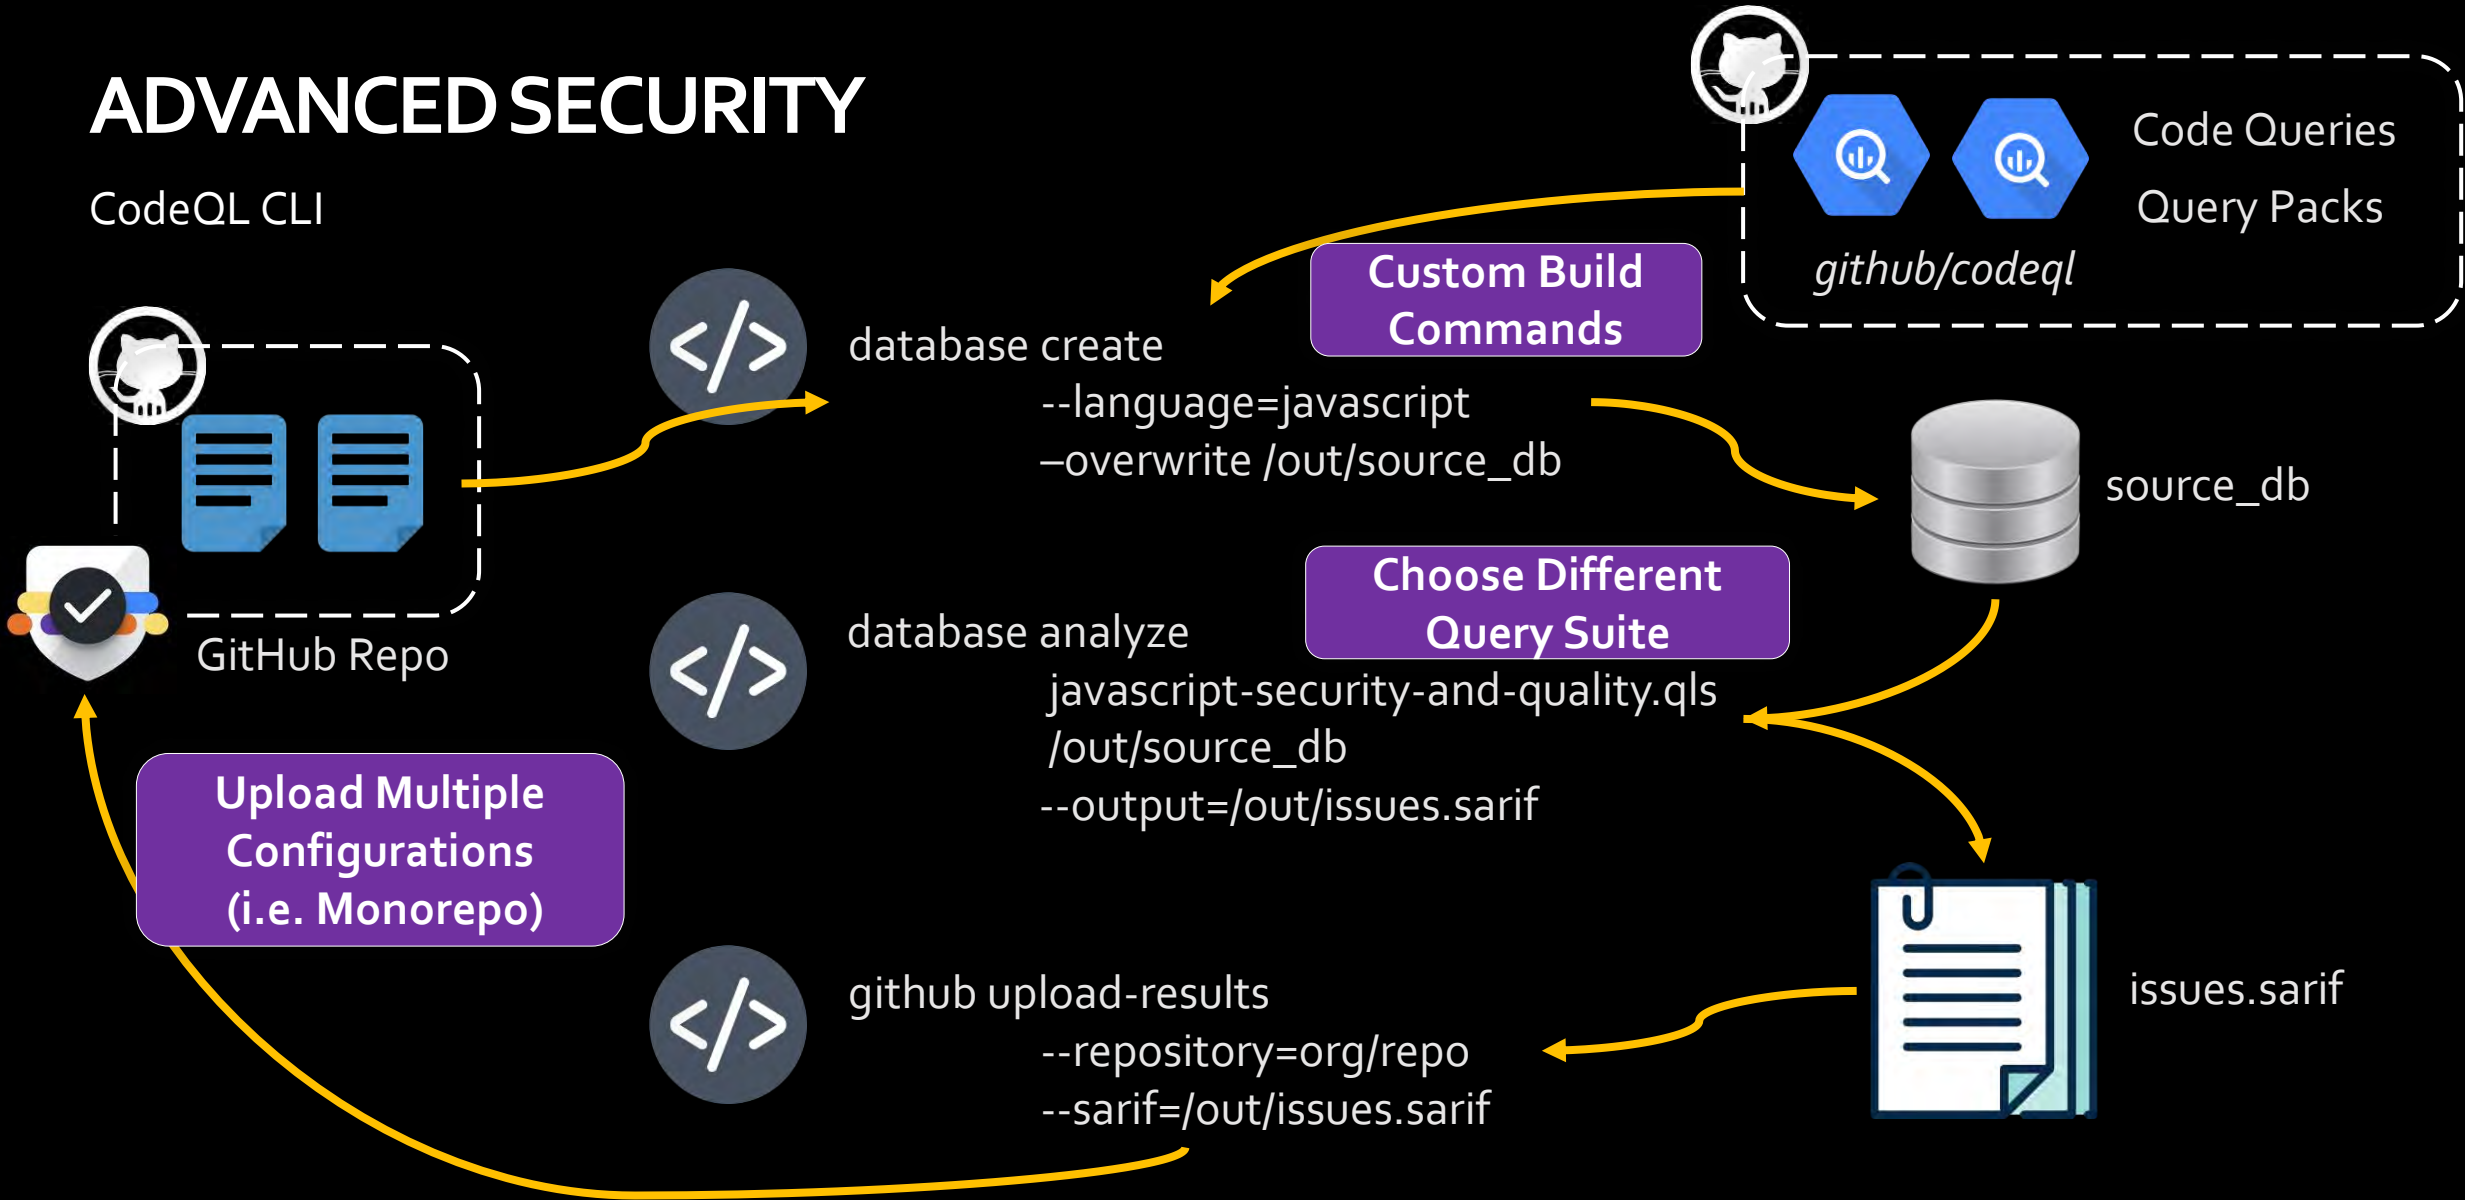 ADVANCED SECURITY
CodeQL CLI
Code Queries
Query Packs
github/codeql
Custom Build
Commands
database create
--language=javascript
–overwrite /out/source_db
source_db
GitHub Repo
Choose Different
Query Suite
database analyze
javascript-security-and-quality.qls
/out/source_db
--output=/out/issues.sarif
Upload Multiple
Configurations
(i.e. Monorepo)
github upload-results
--repository=org/repo
--sarif=/out/issues.sarif
issues.sarif